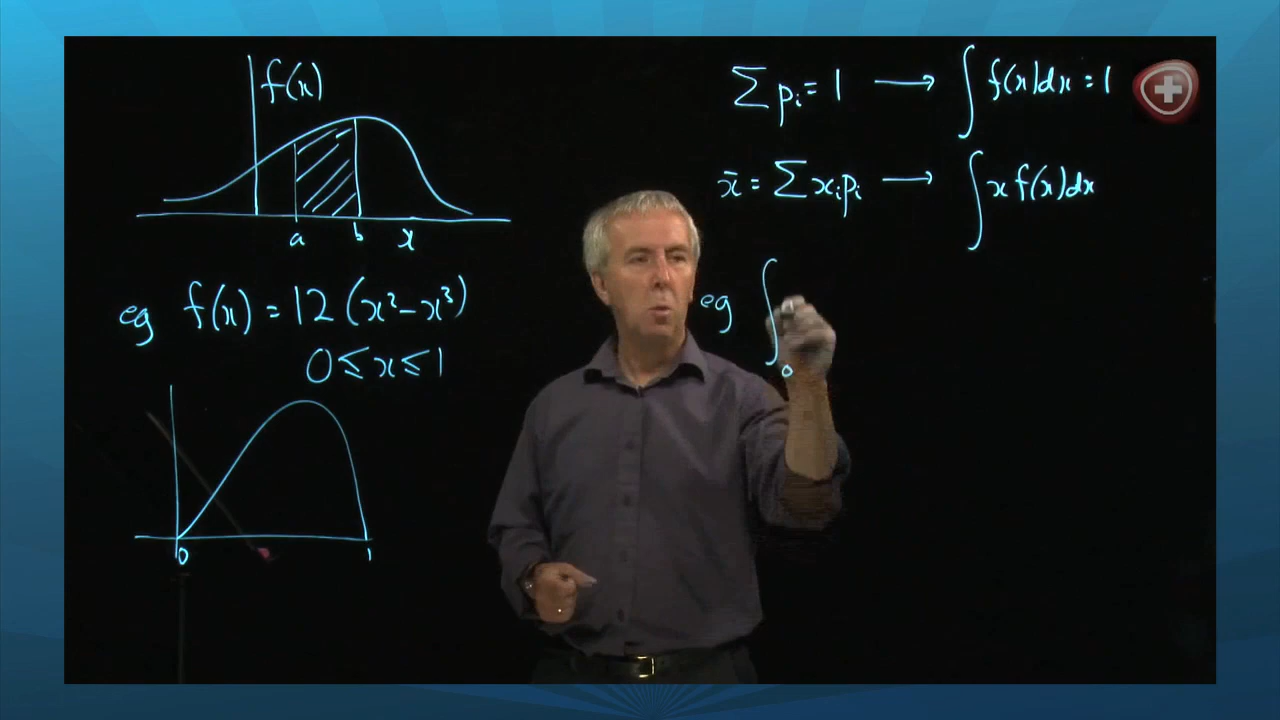 f(x)
a b x
eg f(x) = 12 (x² - x³)
0 ≤ x ≤ 1
0 1
∑ pᵢ = 1 → ∫ f(x)dx = 1
x̄ = ∑ xᵢpᵢ → ∫ x f(x)dx
eg ∫₀